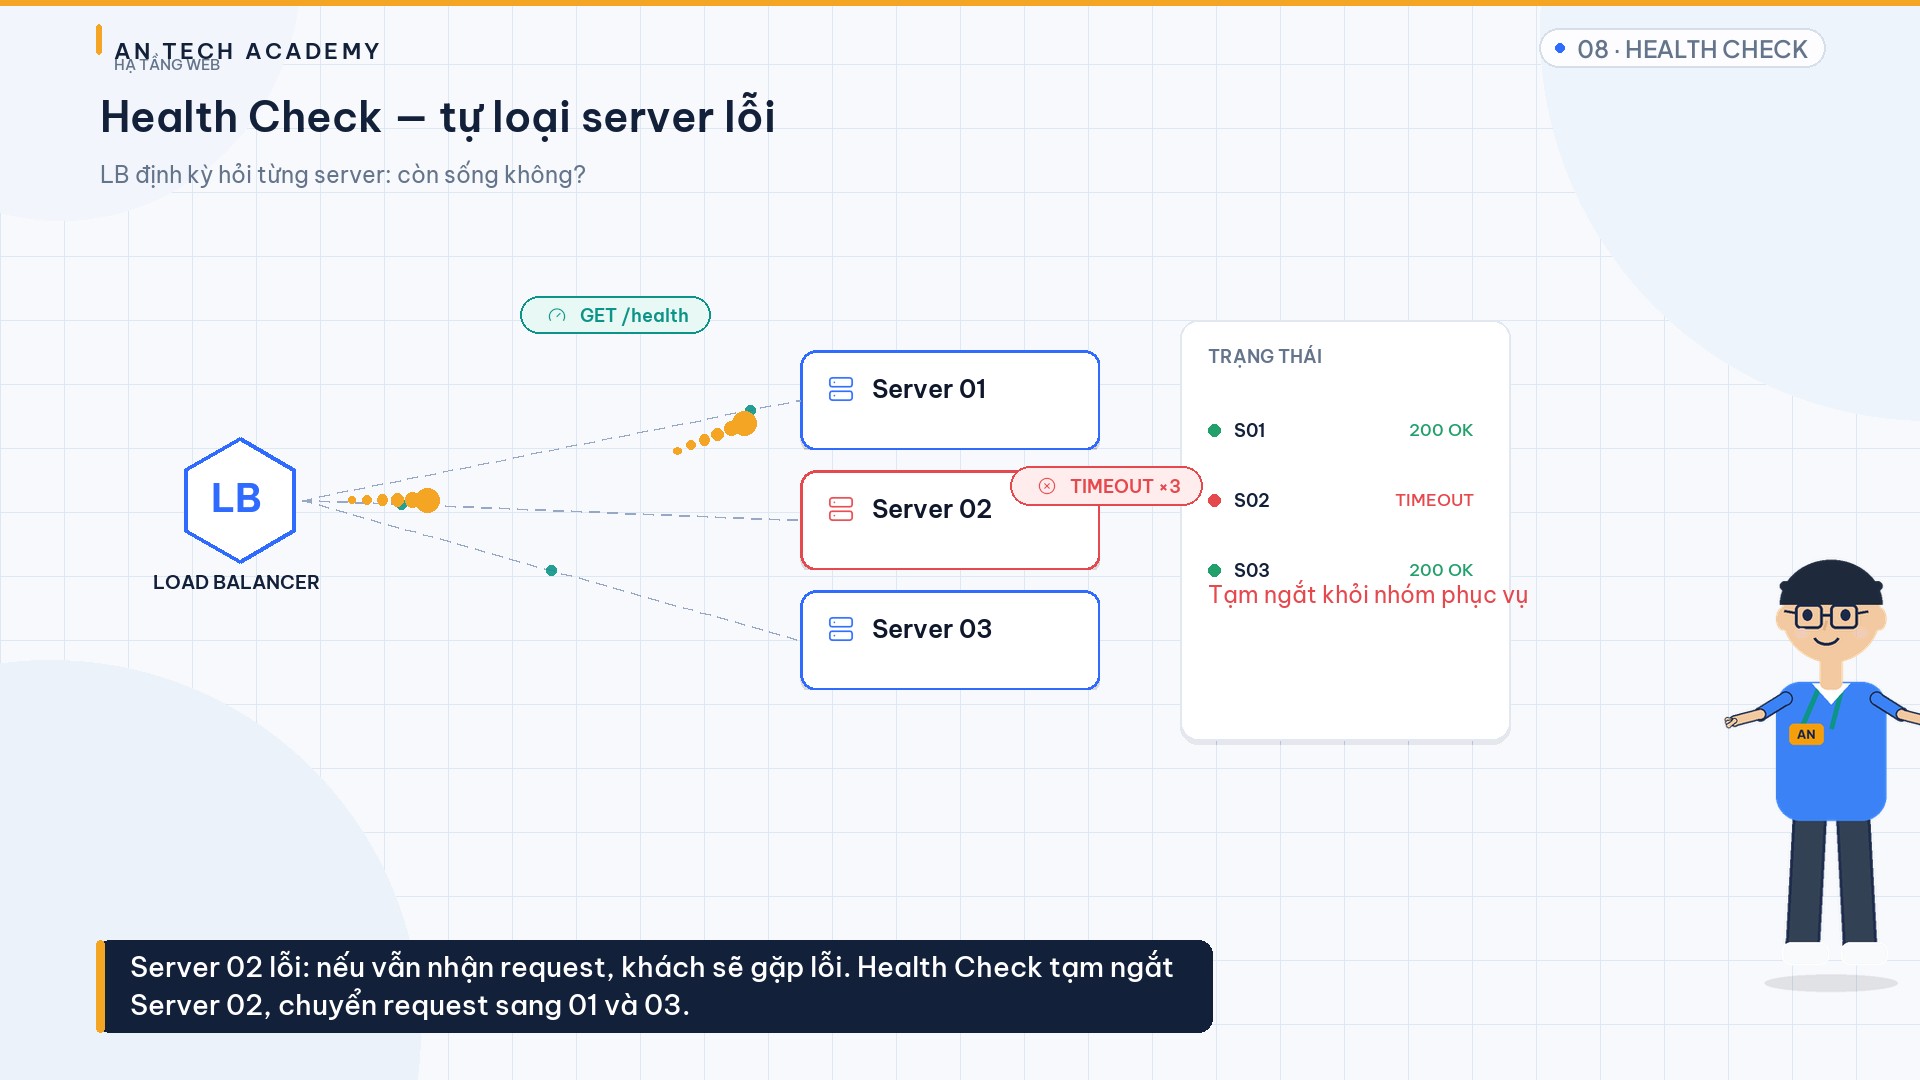 AN TECH ACADEMY
HẠ TẦNG WEB
08 · HEALTH CHECK
Health Check — tự loại server lỗi
LB định kỳ hỏi từng server: còn sống không?
GET /health
LB
LOAD BALANCER
Server 01
Server 02
TIMEOUT ×3
Server 03
TRẠNG THÁI
S01 200 OK
S02 TIMEOUT
S03 200 OK
Tạm ngắt khỏi nhóm phục vụ
AN
Server 02 lỗi: nếu vẫn nhận request, khách sẽ gặp lỗi. Health Check tạm ngắt
Server 02, chuyển request sang 01 và 03.